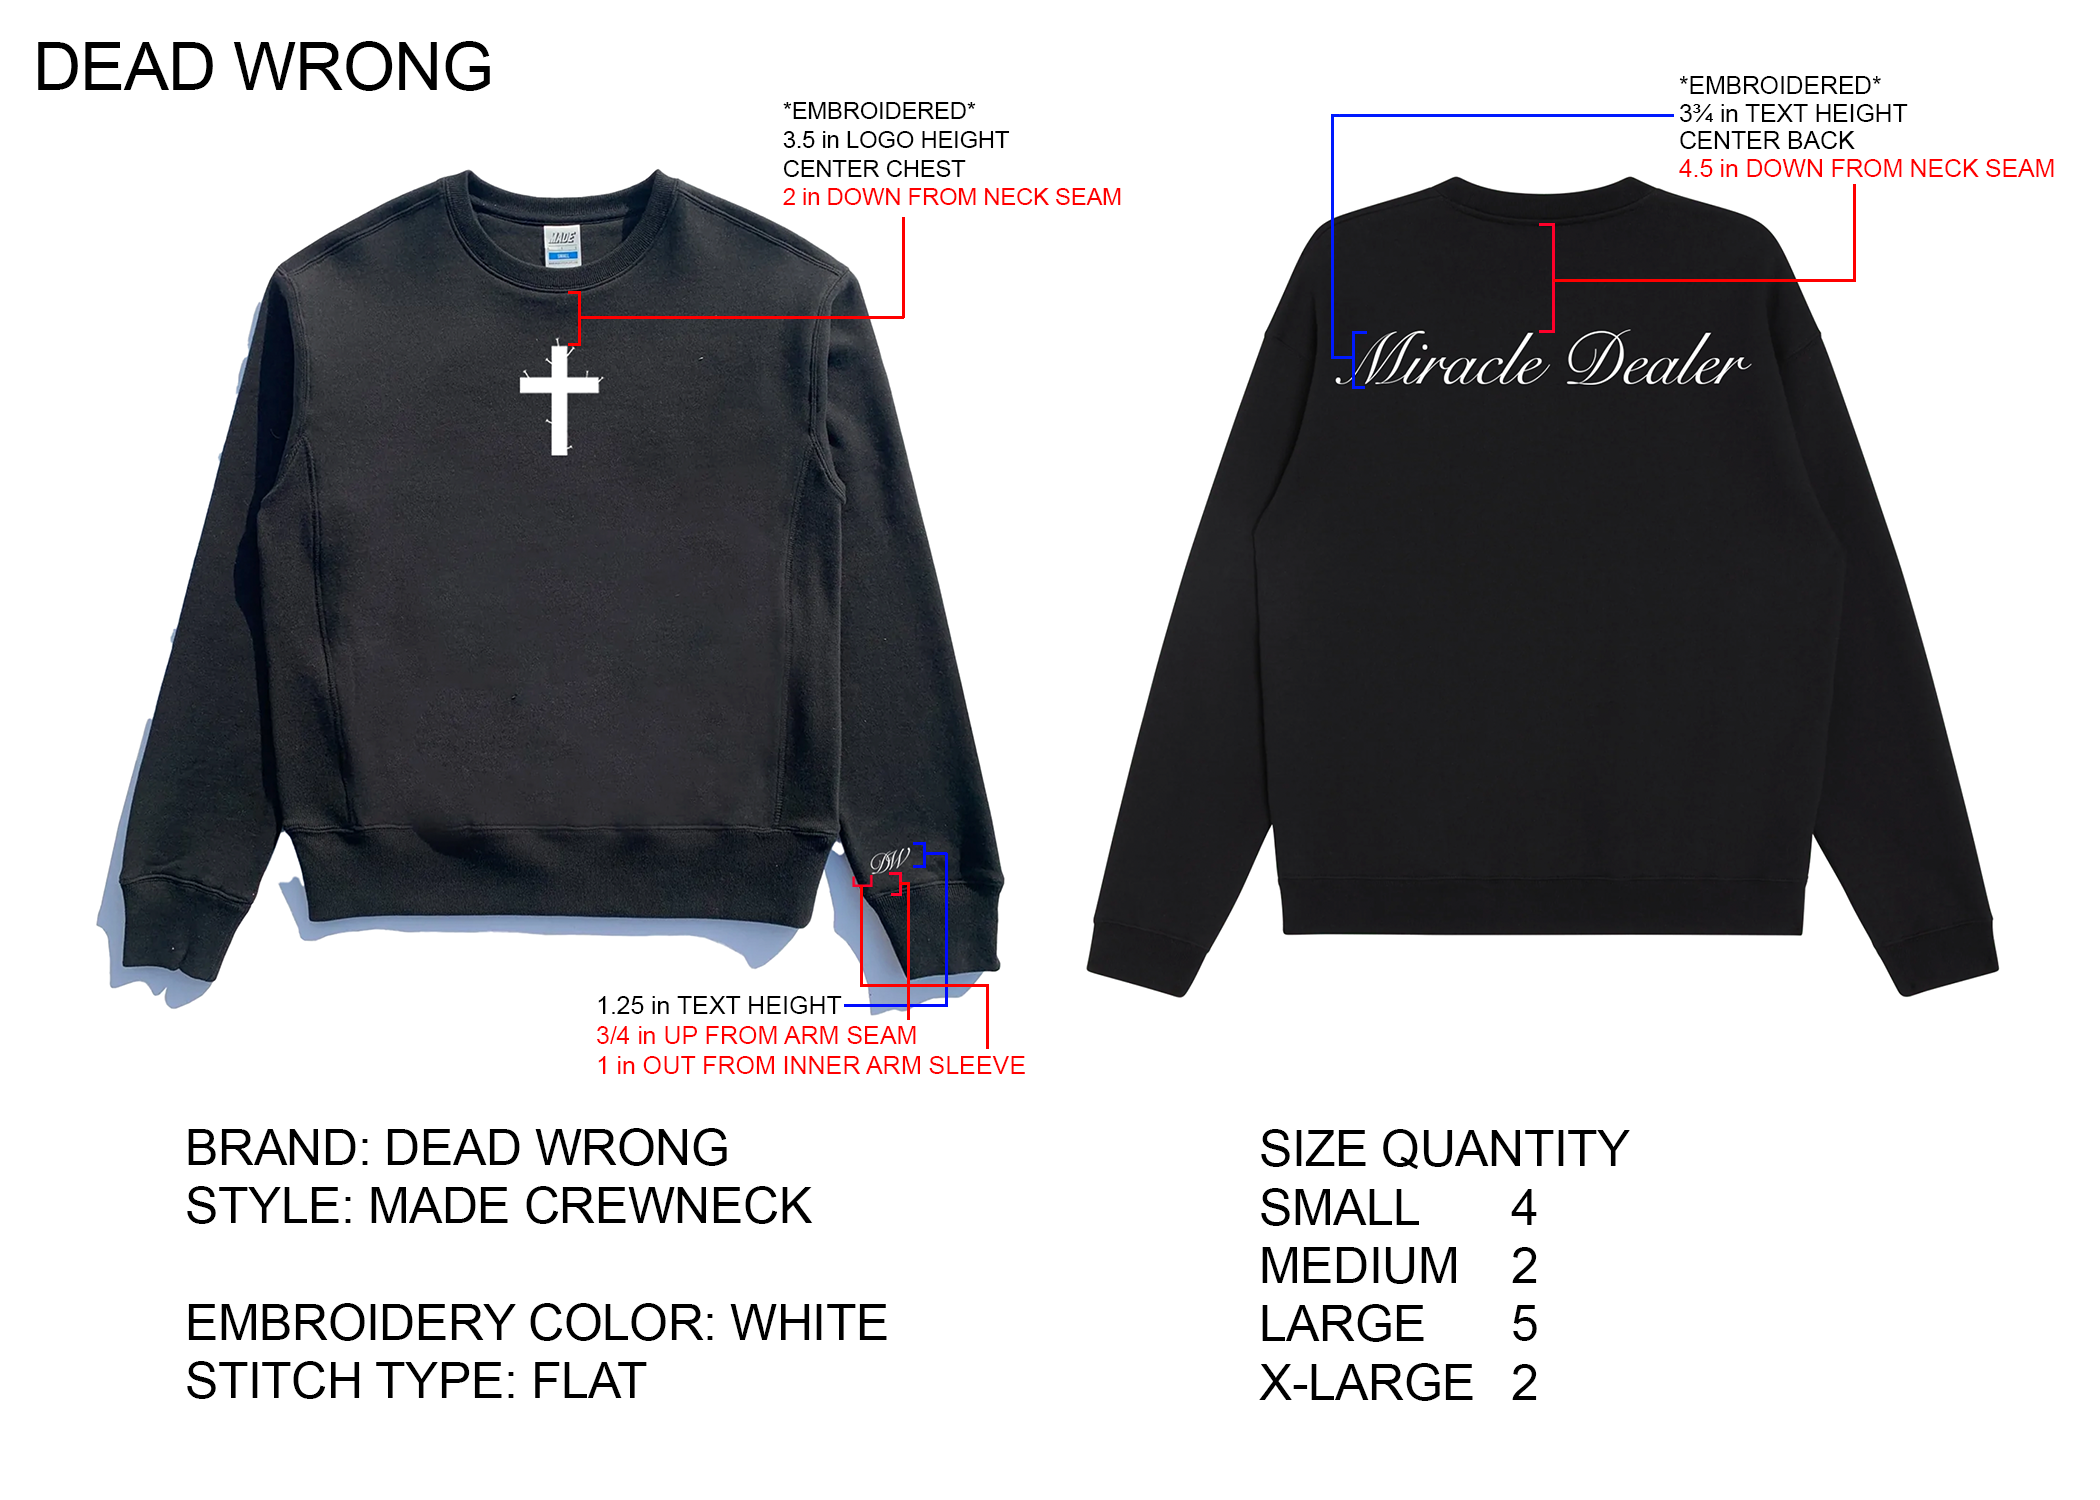 DEAD WRONG
*EMBROIDERED*
3.5 in LOGO HEIGHT
CENTER CHEST
2 in DOWN FROM NECK SEAM
*EMBROIDERED*
3¾ in TEXT HEIGHT
CENTER BACK
4.5 in DOWN FROM NECK SEAM
MADE
SMALL
Miracle Dealer
DW
1.25 in TEXT HEIGHT
3/4 in UP FROM ARM SEAM
1 in OUT FROM INNER ARM SLEEVE
BRAND: DEAD WRONG
STYLE: MADE CREWNECK
EMBROIDERY COLOR: WHITE
STITCH TYPE: FLAT
SIZE QUANTITY
SMALL 4
MEDIUM 2
LARGE 5
X-LARGE 2